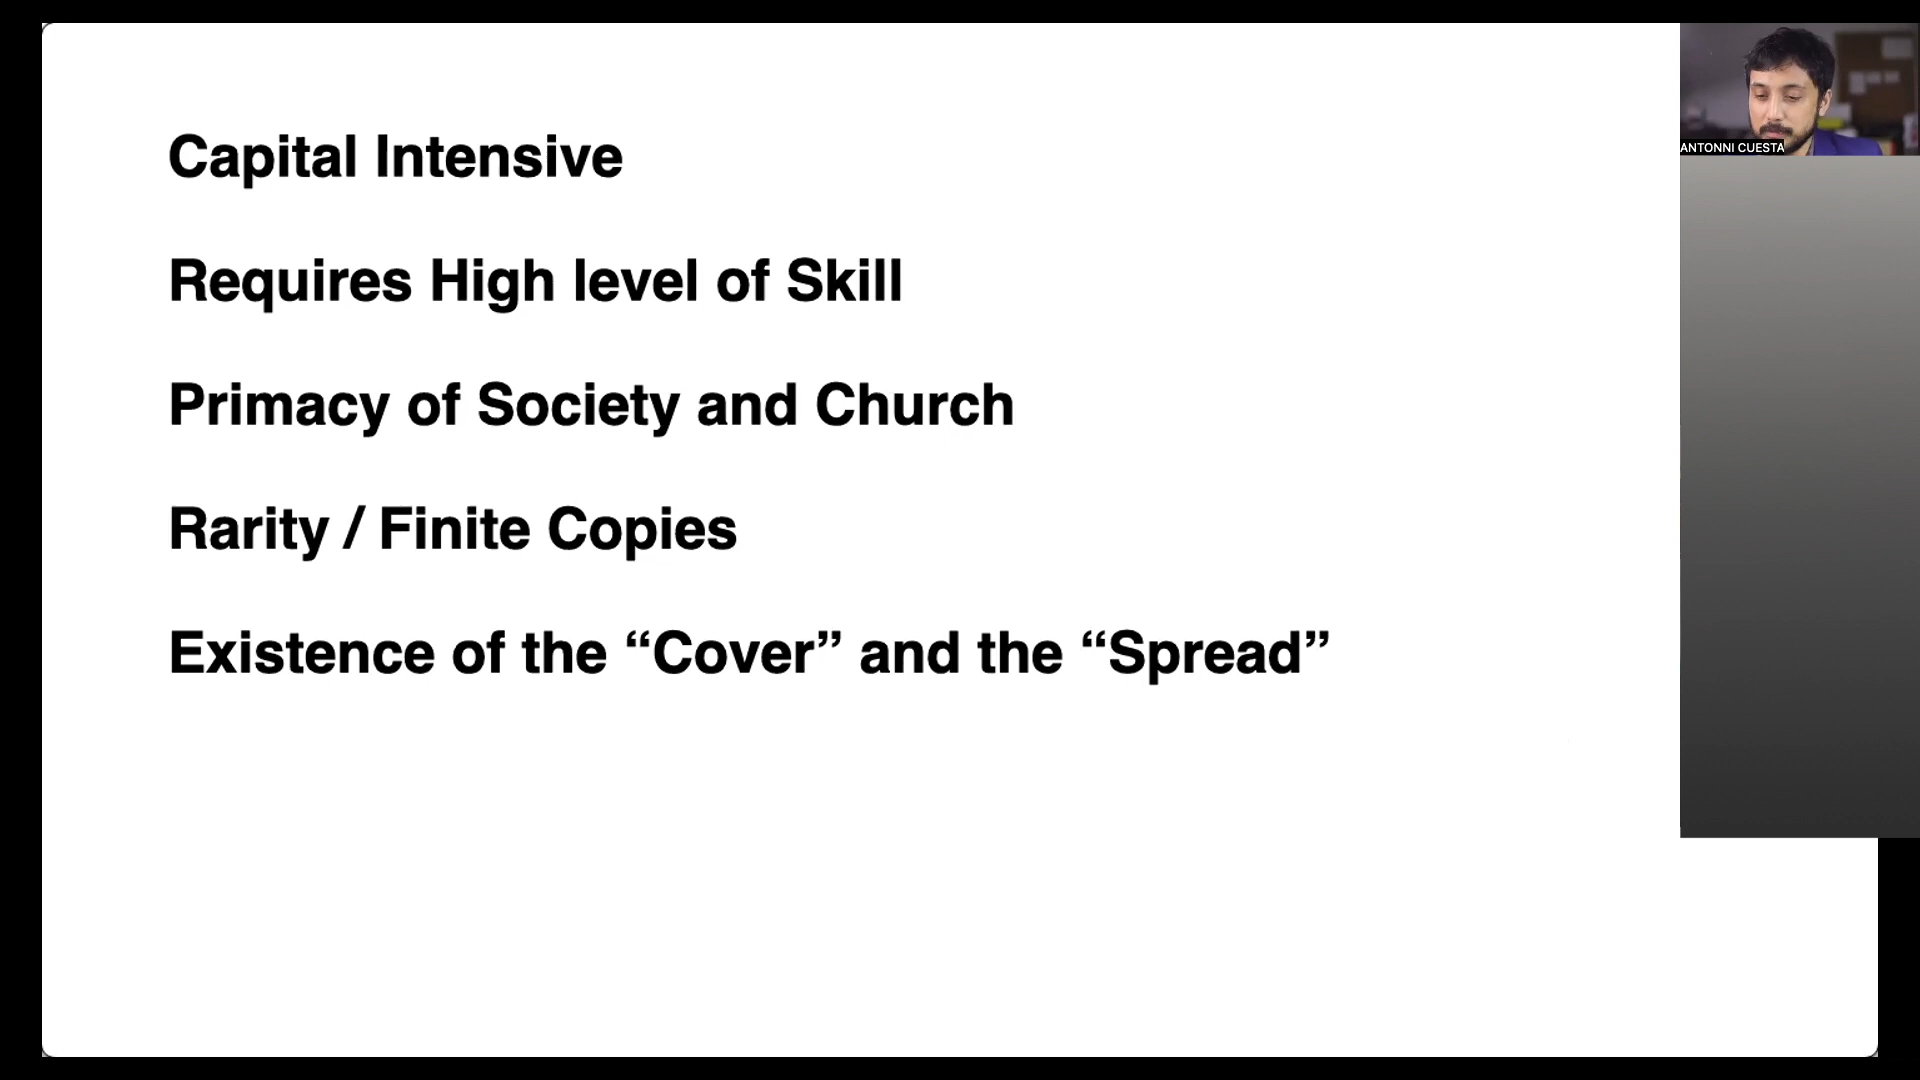 Capital Intensive
Requires High level of Skill
Primacy of Society and Church
Rarity / Finite Copies
Existence of the “Cover” and the “Spread”
ANTONNI CUESTA